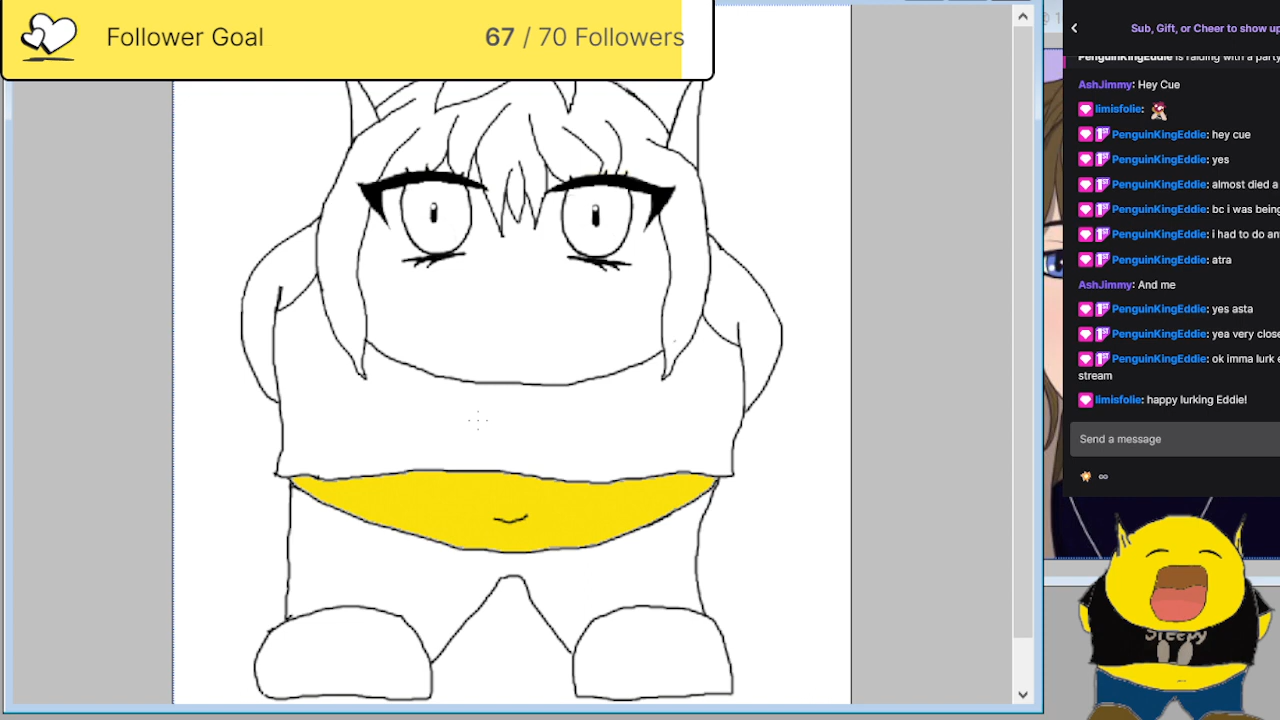 Follower Goal
67 / 70 Followers
Sub, Gift, or Cheer to show up
PenguinKingEddie is raiding with a party
AshJimmy: Hey Cue
limisfolie:
PenguinKingEddie: hey cue
PenguinKingEddie: yes
PenguinKingEddie: almost died a
PenguinKingEddie: bc i was being
PenguinKingEddie: i had to do an
PenguinKingEddie: atra
AshJimmy: And me
PenguinKingEddie: yes asta
PenguinKingEddie: yea very close
PenguinKingEddie: ok imma lurk
stream
limisfolie: happy lurking Eddie!
Send a message
∞
Sleepy